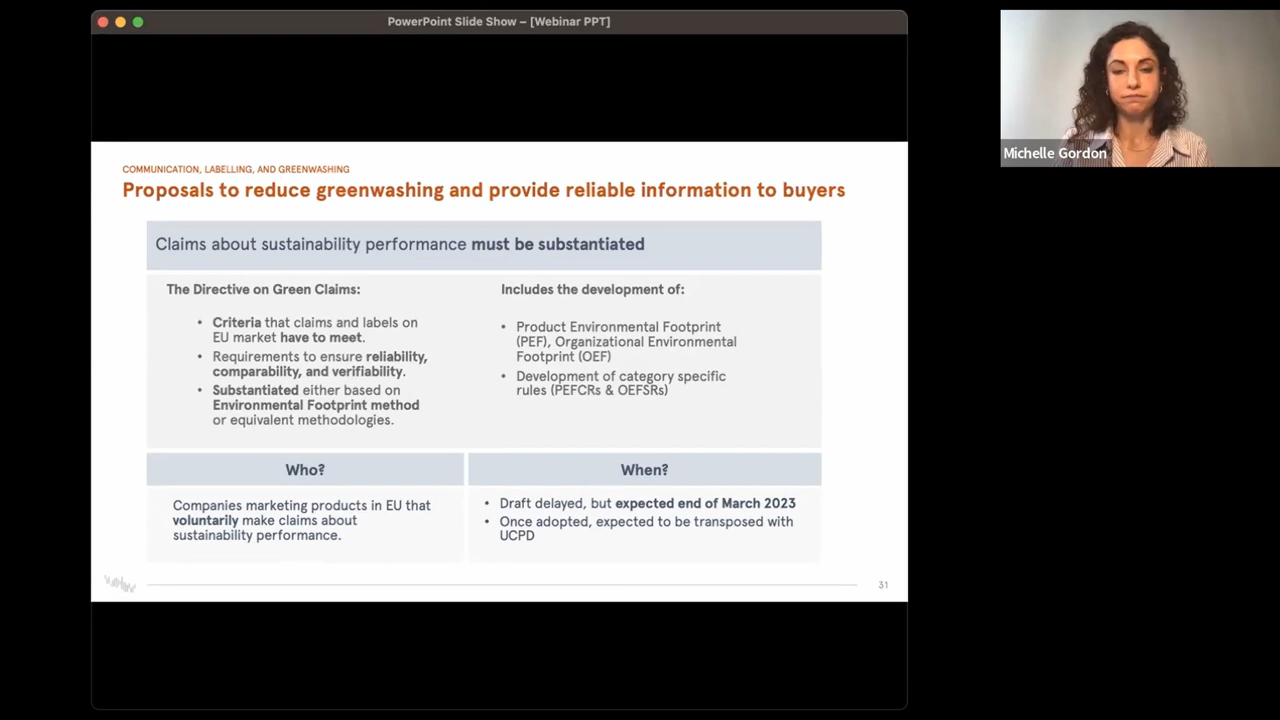 PowerPoint Slide Show – [Webinar PPT]
COMMUNICATION, LABELLING, AND GREENWASHING
Proposals to reduce greenwashing and provide reliable information to buyers
Claims about sustainability performance must be substantiated
The Directive on Green Claims:
• Criteria that claims and labels on
EU market have to meet.
• Requirements to ensure reliability,
comparability, and verifiability.
• Substantiated either based on
Environmental Footprint method
or equivalent methodologies.
Includes the development of:
• Product Environmental Footprint
(PEF), Organizational Environmental
Footprint (OEF)
• Development of category specific
rules (PEFCRs & OEFSRs)
Who?
Companies marketing products in EU that
voluntarily make claims about
sustainability performance.
When?
• Draft delayed, but expected end of March 2023
• Once adopted, expected to be transposed with
UCPD
31
Michelle Gordon